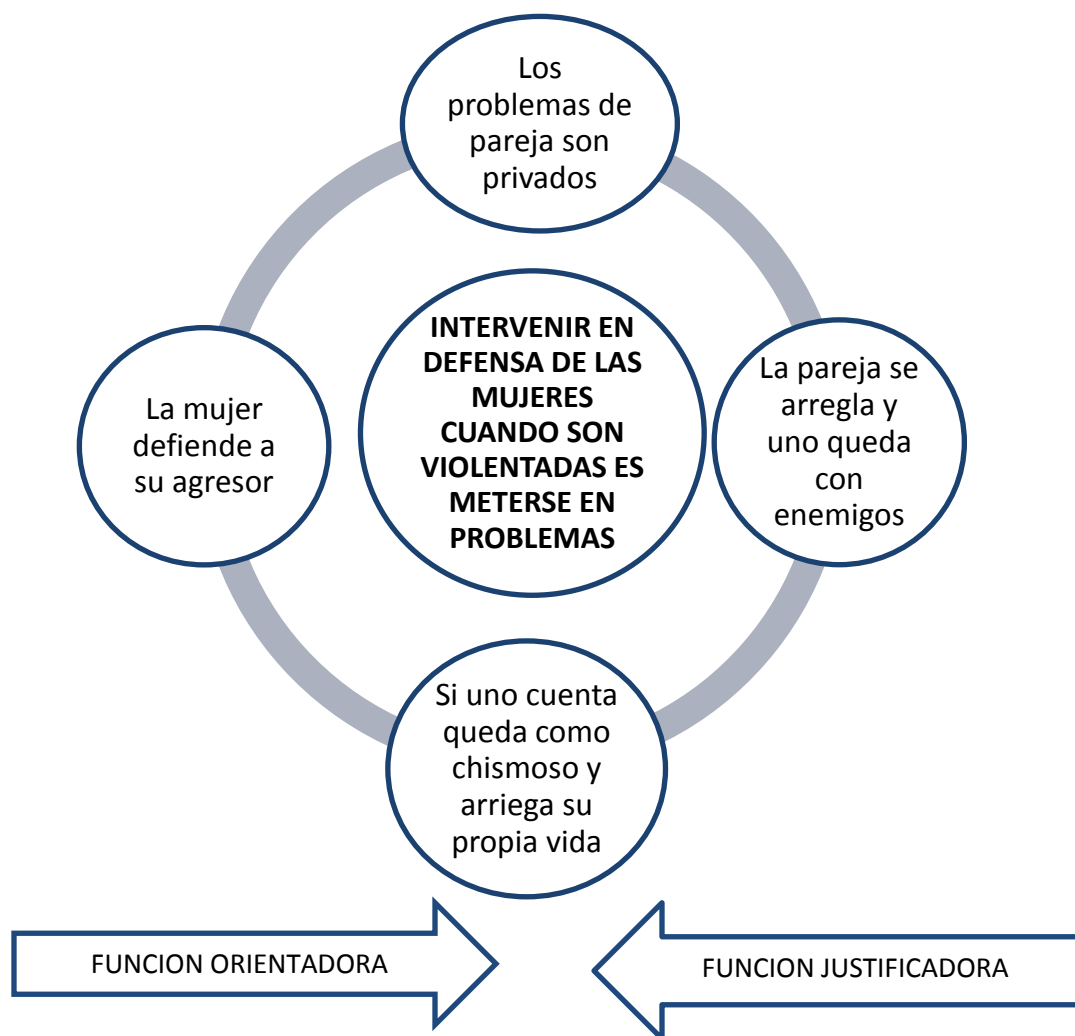 Los
problemas de
pareja son
privados
INTERVENIR EN
DEFENSA DE LAS
MUJERES
CUANDO SON
VIOLENTADAS ES
METERSE EN
PROBLEMAS
La pareja se
arregla y
uno queda
con
enemigos
La mujer
defiende a
su agresor
Si uno cuenta
queda como
chismoso y
arriega su
propia vida
FUNCION ORIENTADORA
FUNCION JUSTIFICADORA